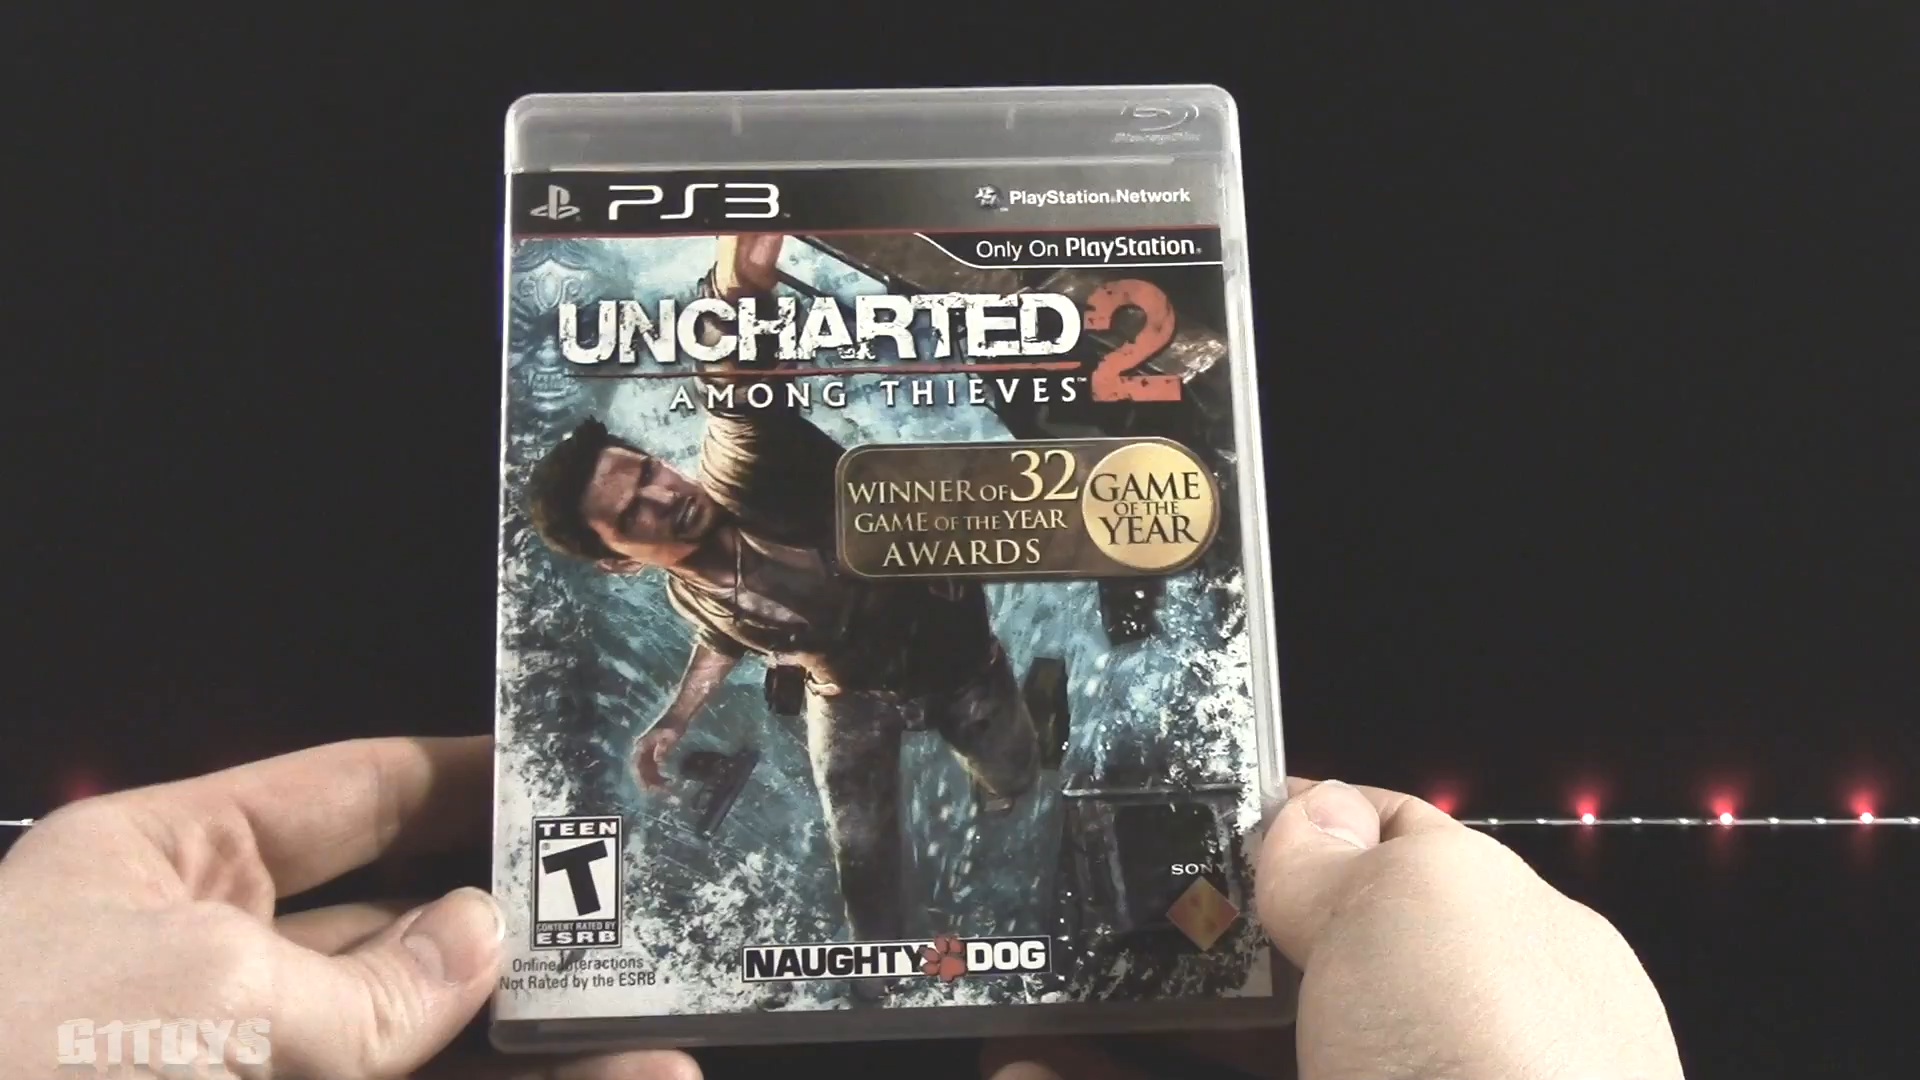 PS3
PlayStation Network
Only On PlayStation
UNCHARTED 2
AMONG THIEVES™
WINNER OF 32
GAME OF THE YEAR
AWARDS
GAME
OF THE
YEAR
TEEN
T
CONTENT RATED BY
ESRB
Online Interactions
Not Rated by the ESRB
NAUGHTY DOG
SONY
G1TOYS